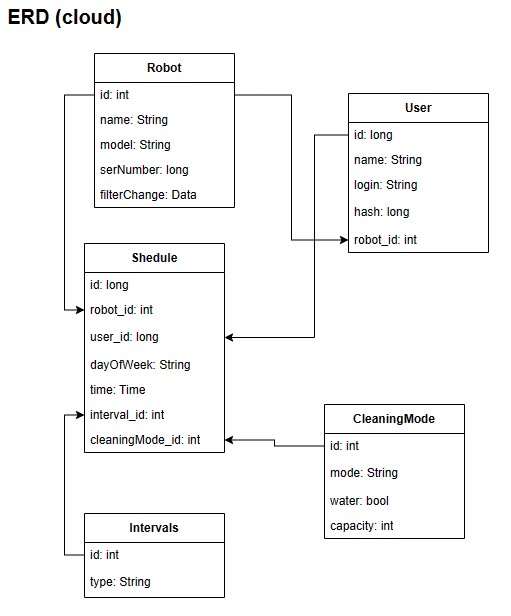 ERD (cloud)
Robot
id: int
name: String
model: String
serNumber: long
filterChange: Data
User
id: long
name: String
login: String
hash: long
robot_id: int
Shedule
id: long
robot_id: int
user_id: long
dayOfWeek: String
time: Time
interval_id: int
cleaningMode_id: int
CleaningMode
id: int
mode: String
water: bool
capacity: int
Intervals
id: int
type: String